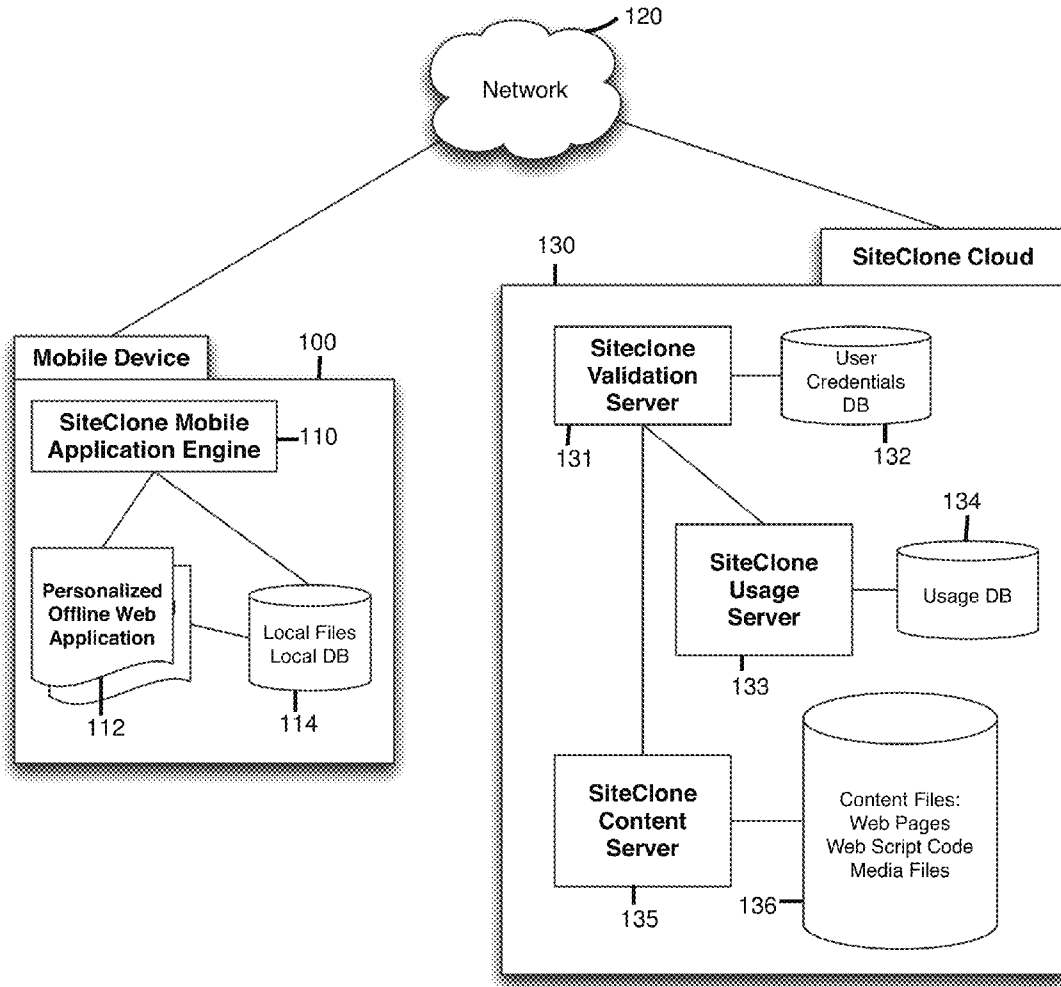 120
Network
130
SiteClone Cloud
Mobile Device
100
SiteClone Mobile
Application Engine
110
Personalized
Offline Web
Application
112
Local Files
Local DB
114
Siteclone
Validation
Server
131
User
Credentials
DB
132
SiteClone
Usage
Server
133
134
Usage DB
SiteClone
Content
Server
135
Content Files:
Web Pages
Web Script Code
Media Files
136